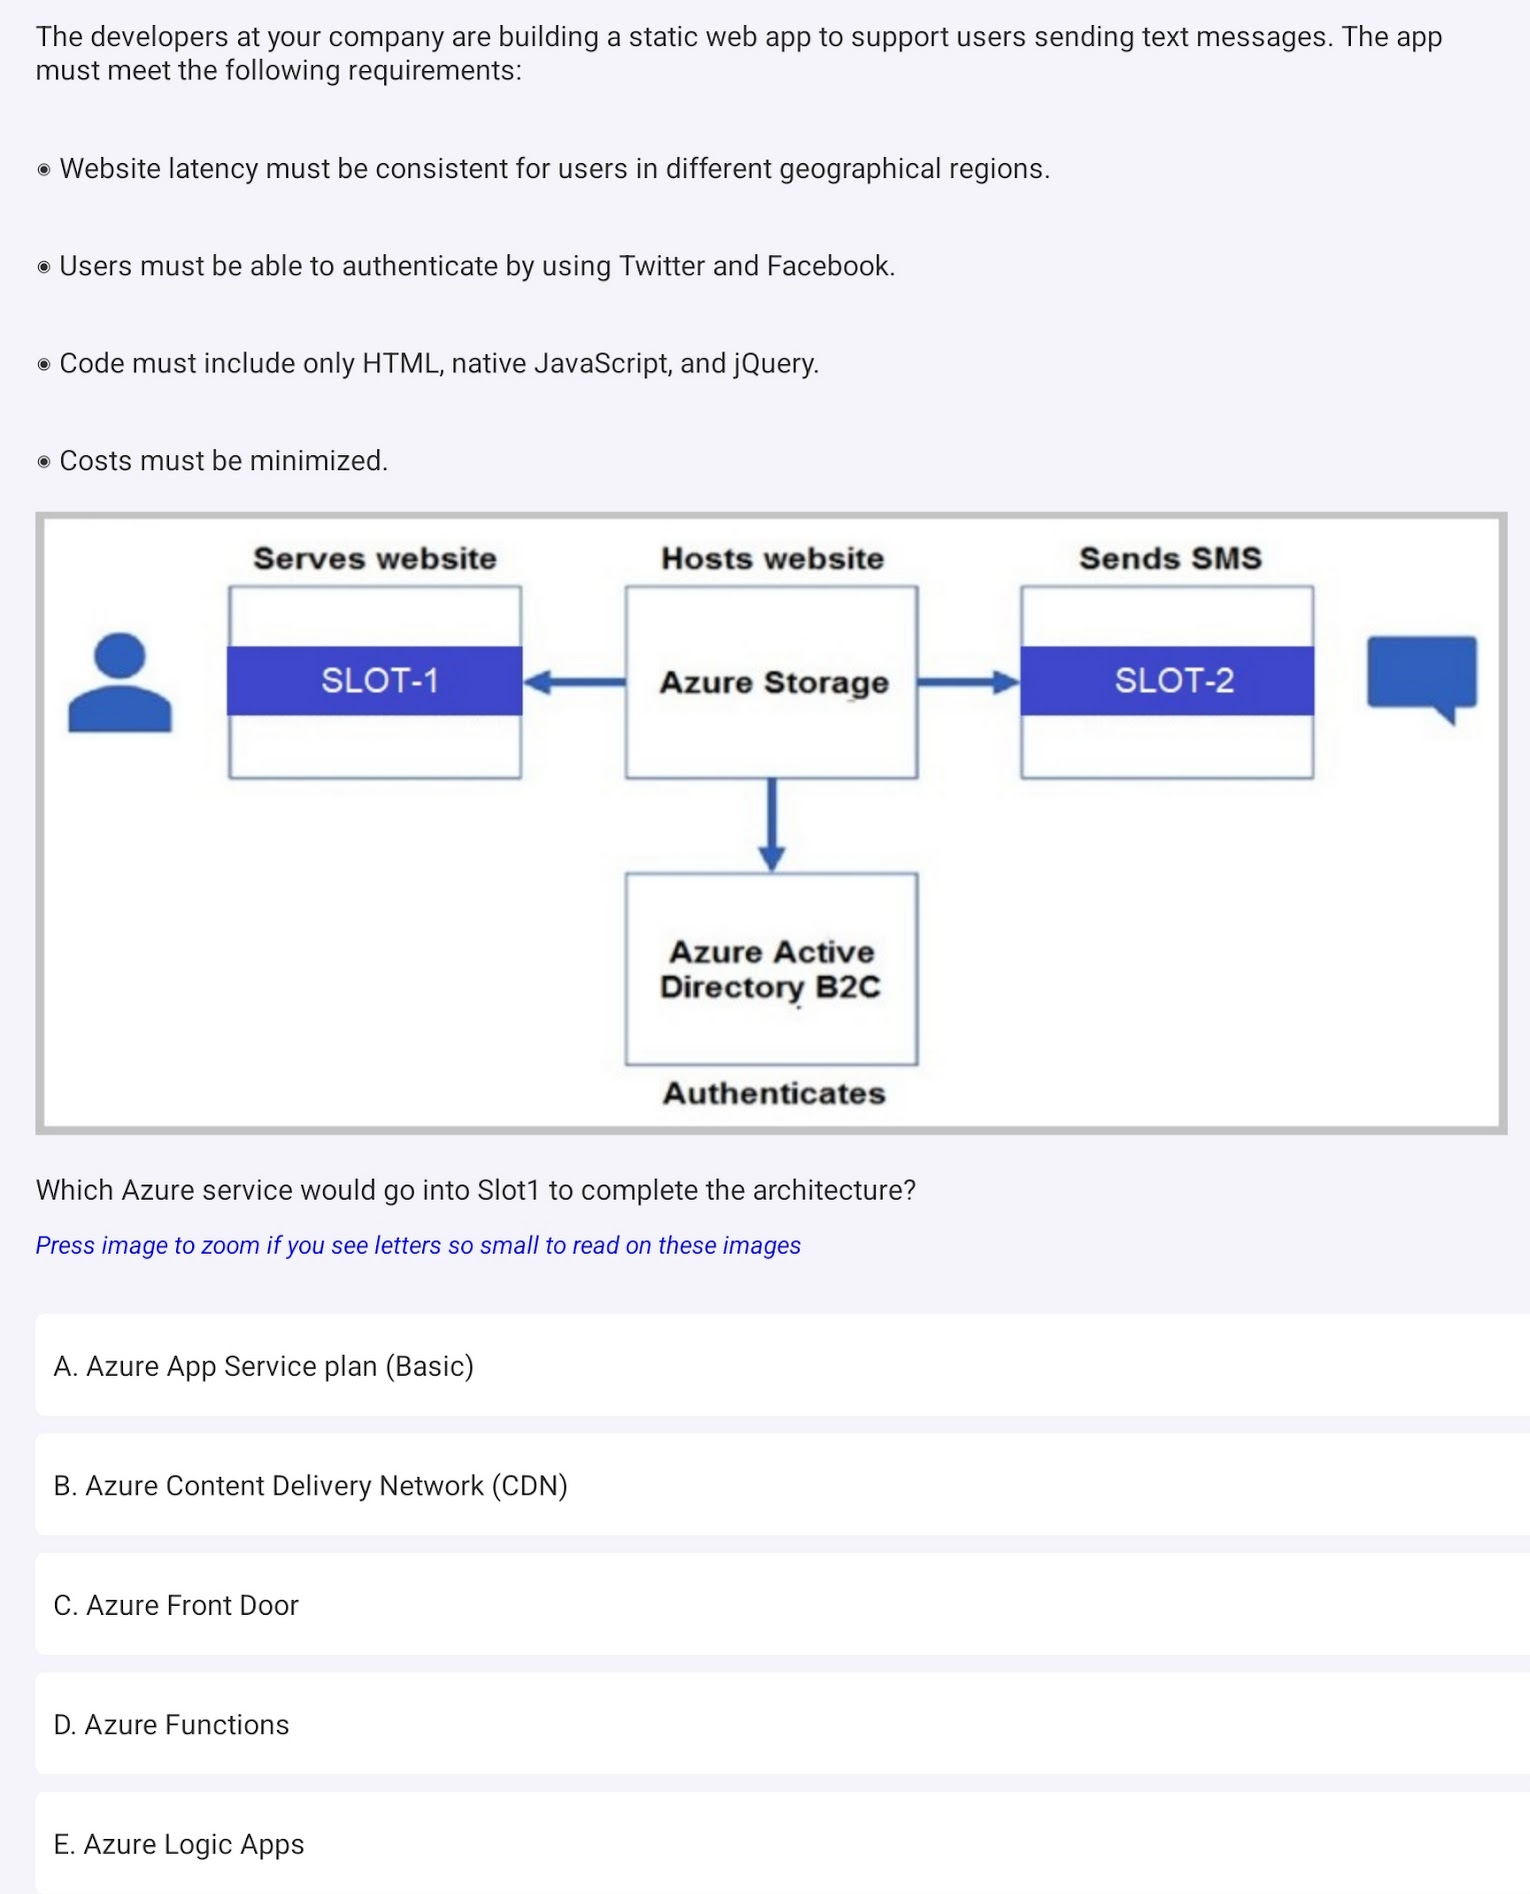 The developers at your company are building a static web app to support users sending text messages. The app
must meet the following requirements:
◉ Website latency must be consistent for users in different geographical regions.
◉ Users must be able to authenticate by using Twitter and Facebook.
◉ Code must include only HTML, native JavaScript, and jQuery.
◉ Costs must be minimized.
Serves website
Hosts website
Sends SMS
SLOT-1
Azure Storage
SLOT-2
Azure Active
Directory B2C
Authenticates
Which Azure service would go into Slot1 to complete the architecture?
Press image to zoom if you see letters so small to read on these images
A. Azure App Service plan (Basic)
B. Azure Content Delivery Network (CDN)
C. Azure Front Door
D. Azure Functions
E. Azure Logic Apps